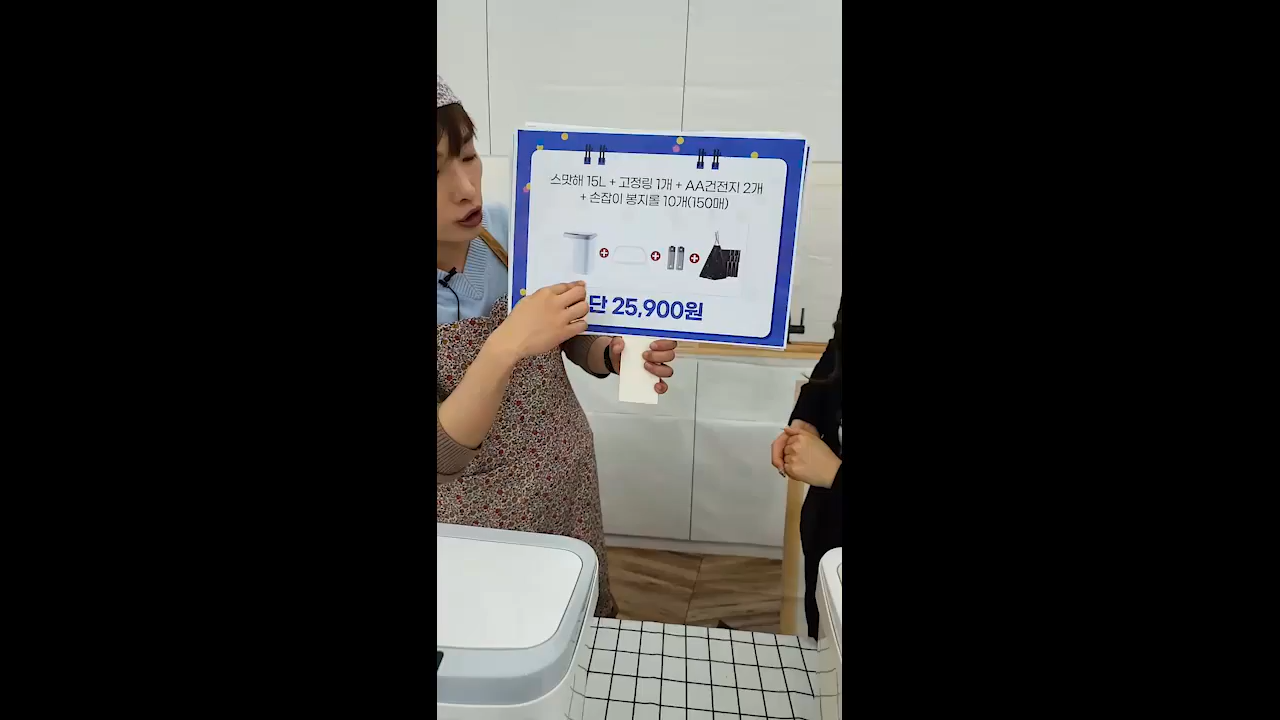 스맛해 15L + 고정링 1개 + AA건전지 2개
+ 손잡이 봉지롤 10개(150매)
단 25,900원